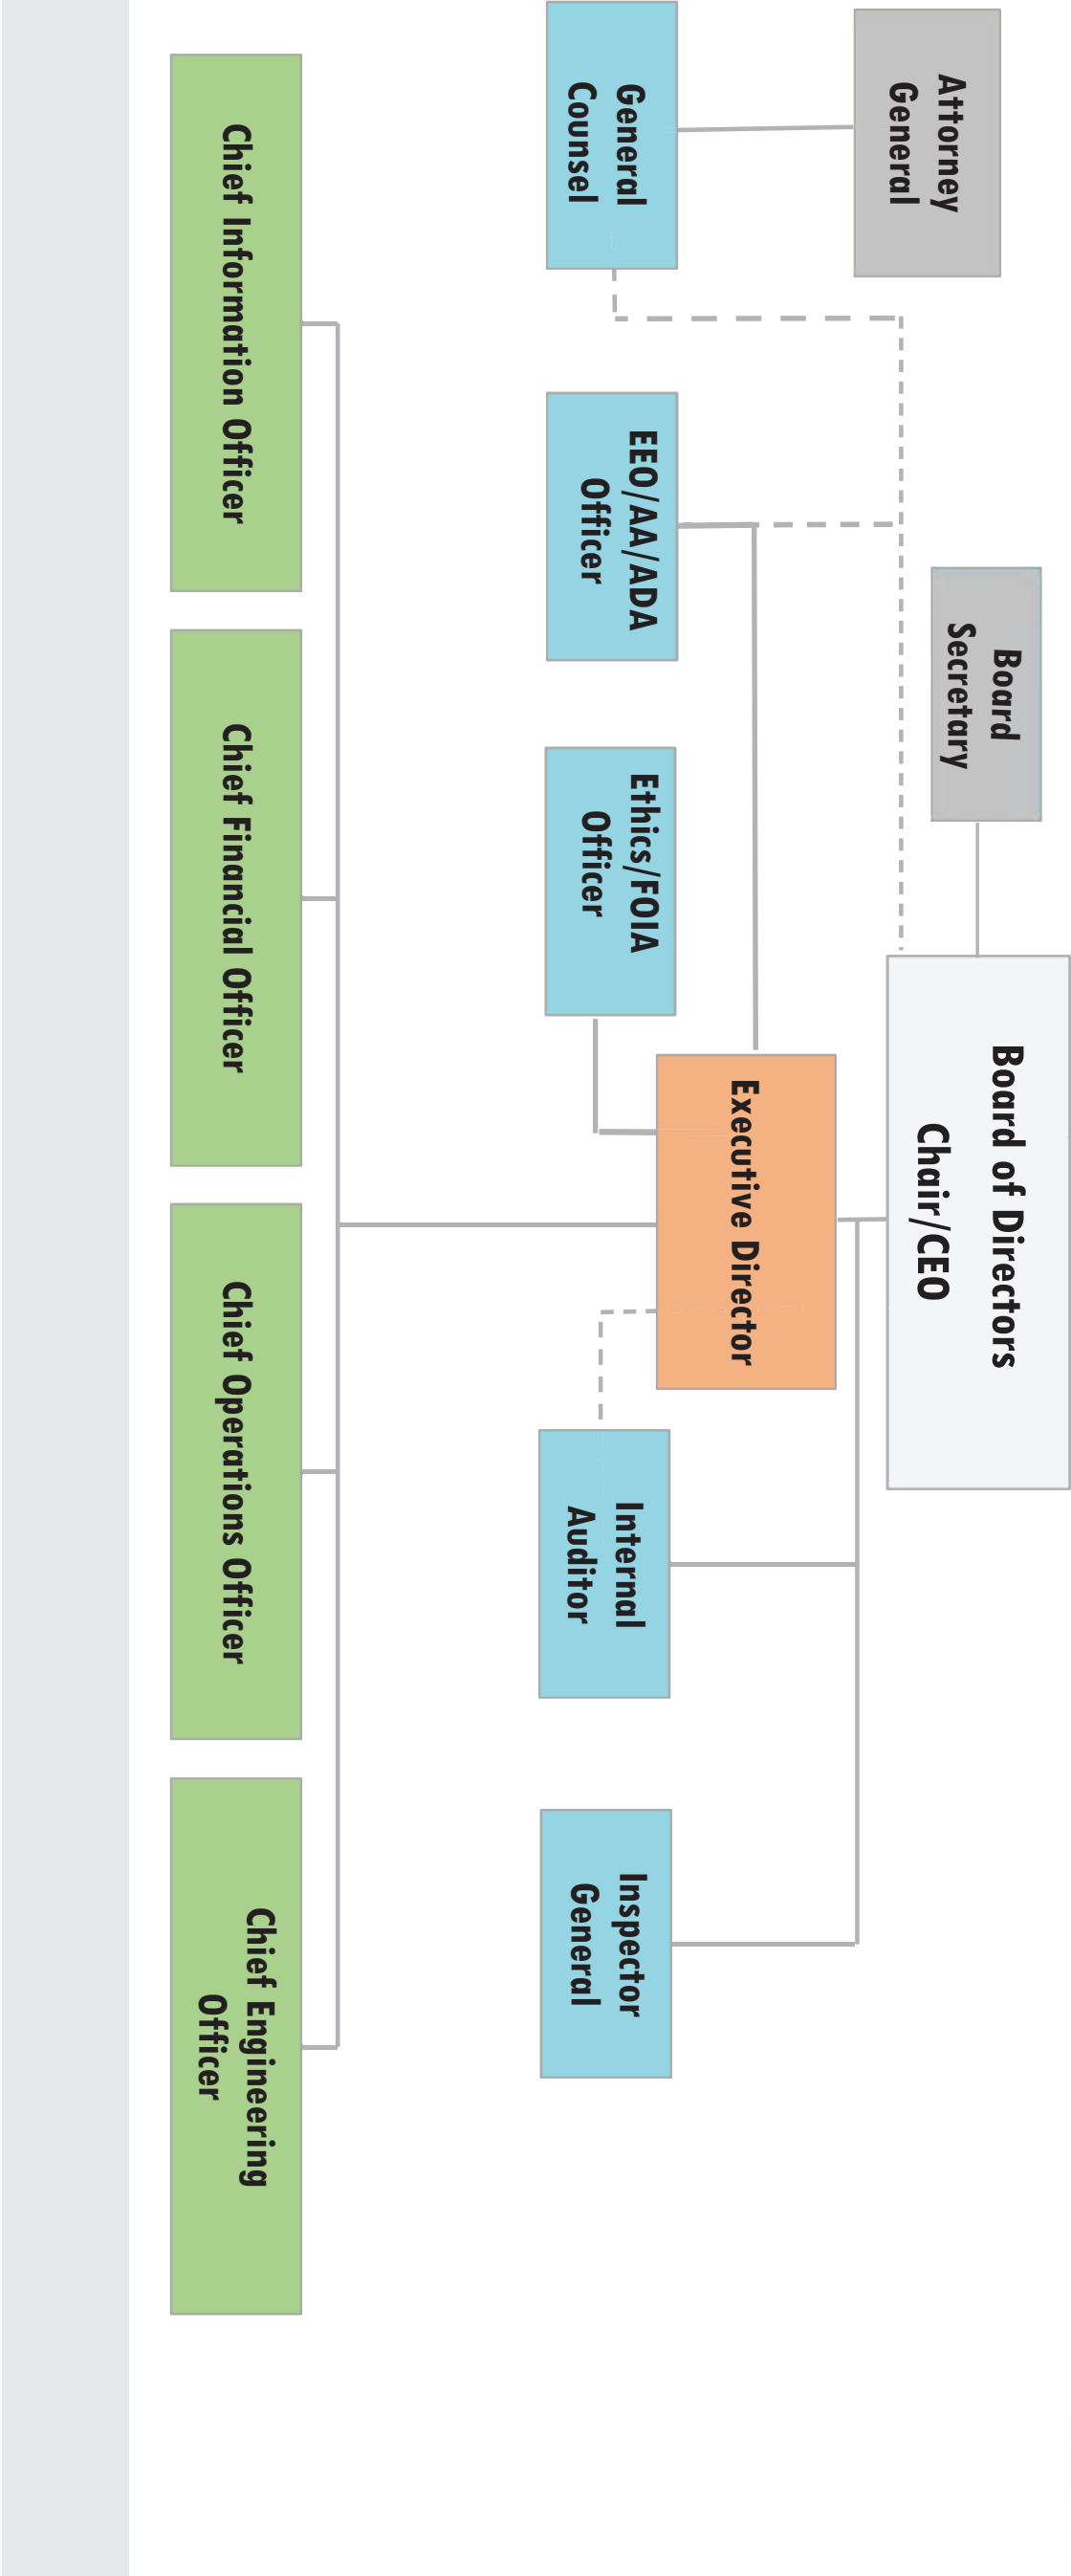 Board of Directors
Chair/CEO
Board
Secretary
Attorney
General
Executive Director
General
Counsel
EEO/AA/ADA
Officer
Ethics/FOIA
Officer
Internal
Auditor
Inspector
General
Chief Information Officer
Chief Financial Officer
Chief Operations Officer
Chief Engineering
Officer